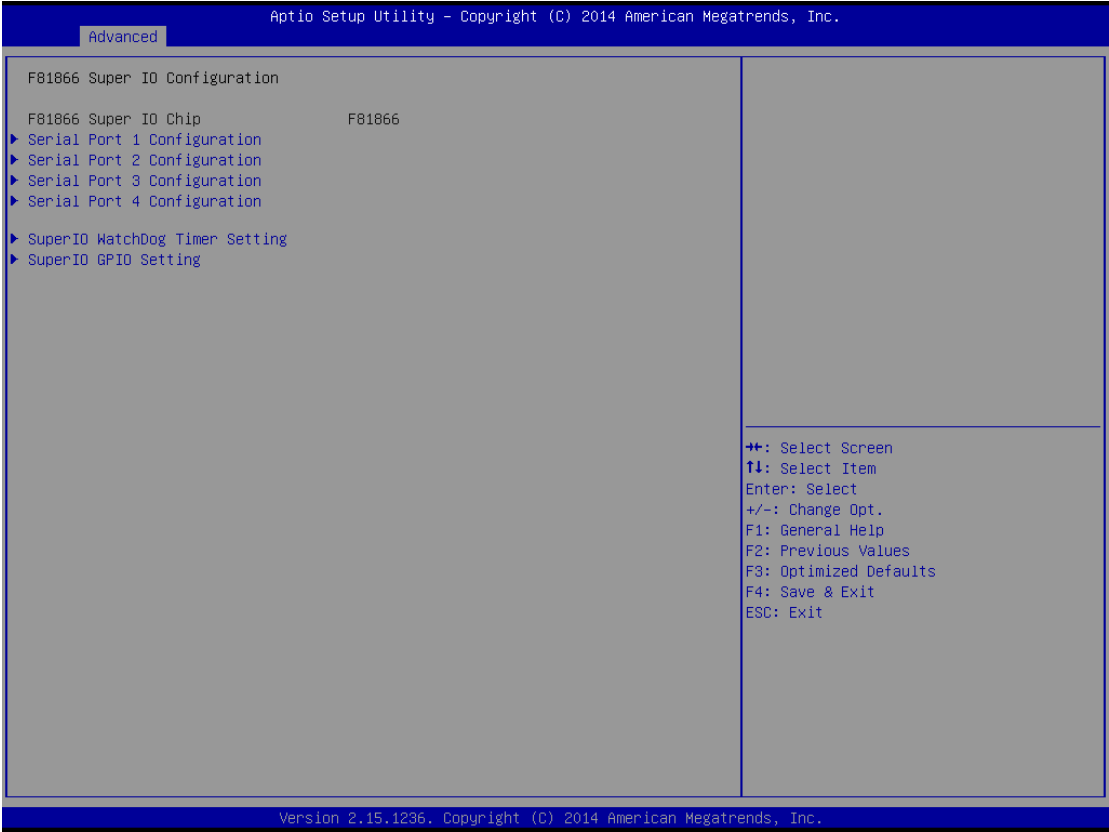 Aptio Setup Utility – Copyright (C) 2014 American Megatrends, Inc.
Advanced
F81866 Super IO Configuration
F81866 Super IO Chip F81866
▶ Serial Port 1 Configuration
▶ Serial Port 2 Configuration
▶ Serial Port 3 Configuration
▶ Serial Port 4 Configuration
▶ SuperIO WatchDog Timer Setting
▶ SuperIO GPIO Setting
→←: Select Screen
↑↓: Select Item
Enter: Select
+/-: Change Opt.
F1: General Help
F2: Previous Values
F3: Optimized Defaults
F4: Save & Exit
ESC: Exit
Version 2.15.1236. Copyright (C) 2014 American Megatrends, Inc.